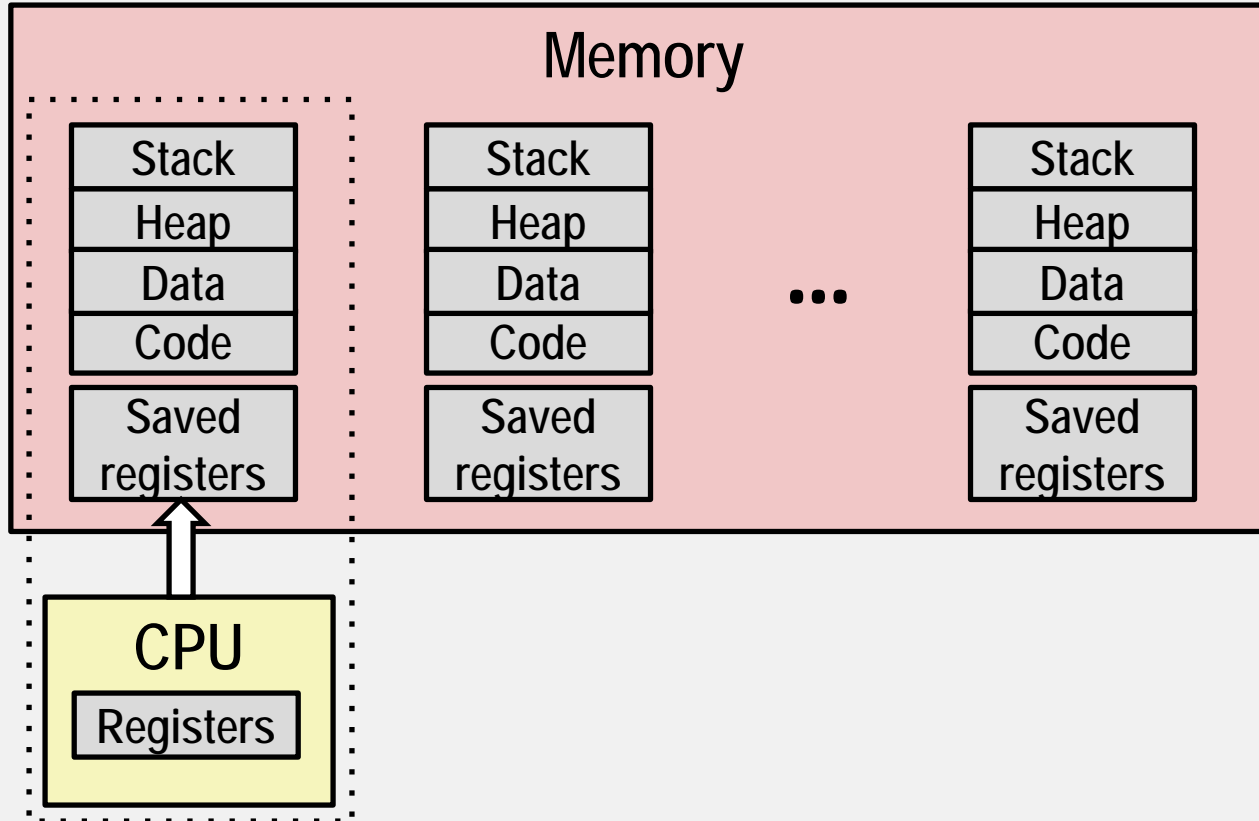 Memory
Stack
Heap
Data
Code
Saved
registers
Stack
Heap
Data
Code
Saved
registers
...
Stack
Heap
Data
Code
Saved
registers
CPU
Registers